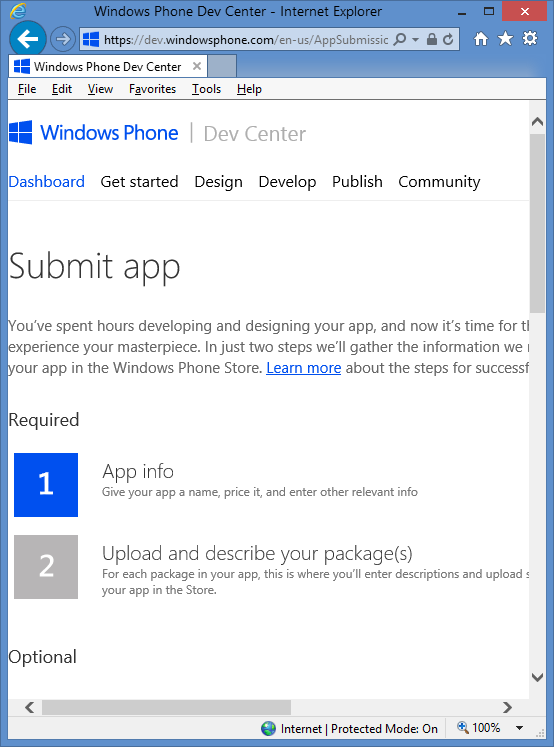 Windows Phone Dev Center - Internet Explorer
https://dev.windowsphone.com/en-us/AppSubmissic
Windows Phone Dev Center
File Edit View Favorites Tools Help
Windows Phone | Dev Center
Dashboard Get started Design Develop Publish Community
Submit app
You've spent hours developing and designing your app, and now it's time for th
experience your masterpiece. In just two steps we'll gather the information we
your app in the Windows Phone Store. Learn more about the steps for successf
Required
1
App info
Give your app a name, price it, and enter other relevant info
2
Upload and describe your package(s)
For each package in your app, this is where you'll enter descriptions and upload s
your app in the Store.
Optional
Internet | Protected Mode: On
100%